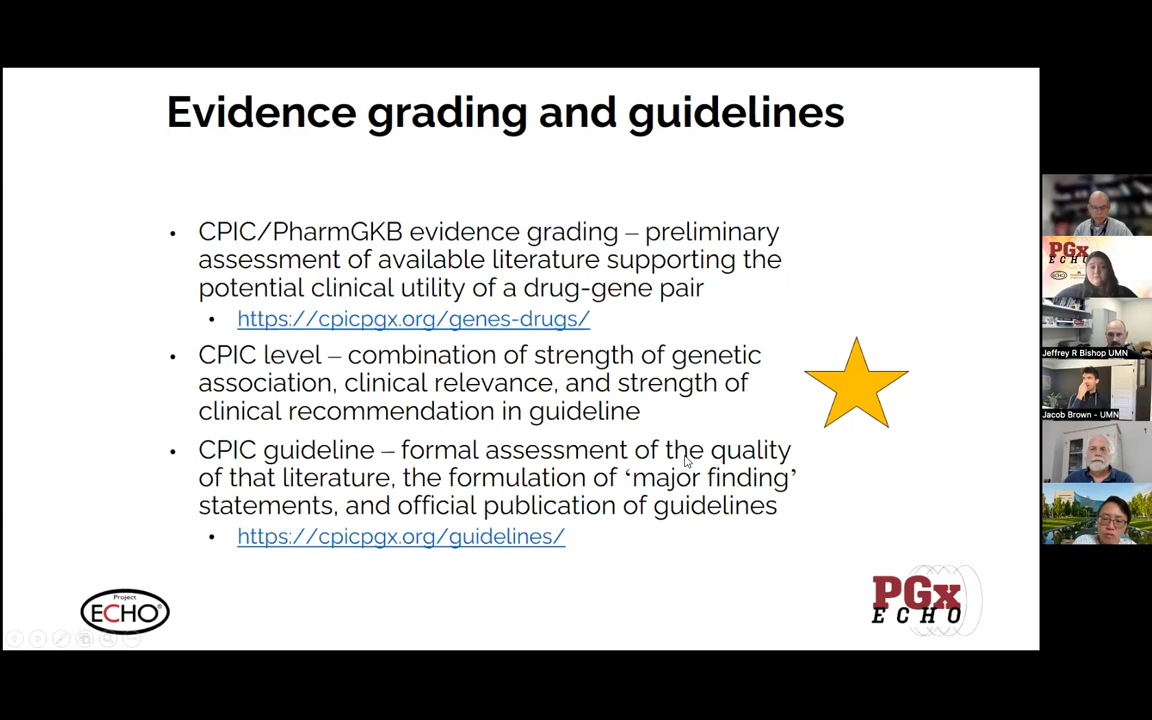 Evidence grading and guidelines
• CPIC/PharmGKB evidence grading – preliminary
assessment of available literature supporting the
potential clinical utility of a drug-gene pair
• https://cpicpgx.org/genes-drugs/
• CPIC level – combination of strength of genetic
association, clinical relevance, and strength of
clinical recommendation in guideline
• CPIC guideline – formal assessment of the quality
of that literature, the formulation of ‘major finding’
statements, and official publication of guidelines
• https://cpicpgx.org/guidelines/
Project
ECHO®
PGx
ECHO
PGx
ECHO
ECHO
Jeffrey R Bishop UMN
Jacob Brown - UMN